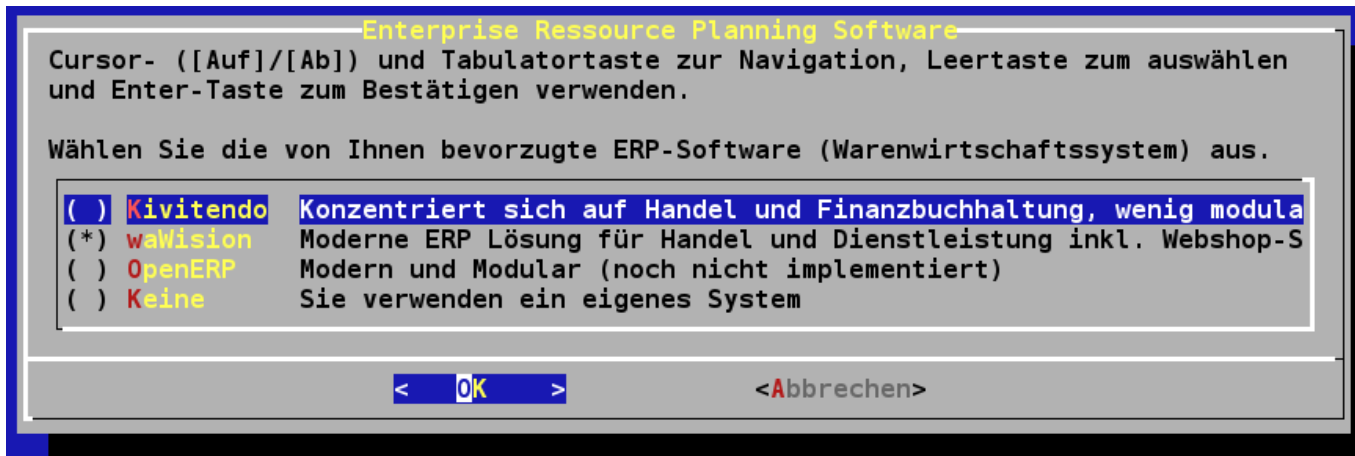 Enterprise Ressource Planning Software
Cursor- ([Auf]/[Ab]) und Tabulatortaste zur Navigation, Leertaste zum auswählen
und Enter-Taste zum Bestätigen verwenden.
Wählen Sie die von Ihnen bevorzugte ERP-Software (Warenwirtschaftssystem) aus.
( ) Kivitendo Konzentriert sich auf Handel und Finanzbuchhaltung, wenig modula
(*) waWision Moderne ERP Lösung für Handel und Dienstleistung inkl. Webshop-S
( ) OpenERP Modern und Modular (noch nicht implementiert)
( ) Keine Sie verwenden ein eigenes System
< OK > <Abbrechen>